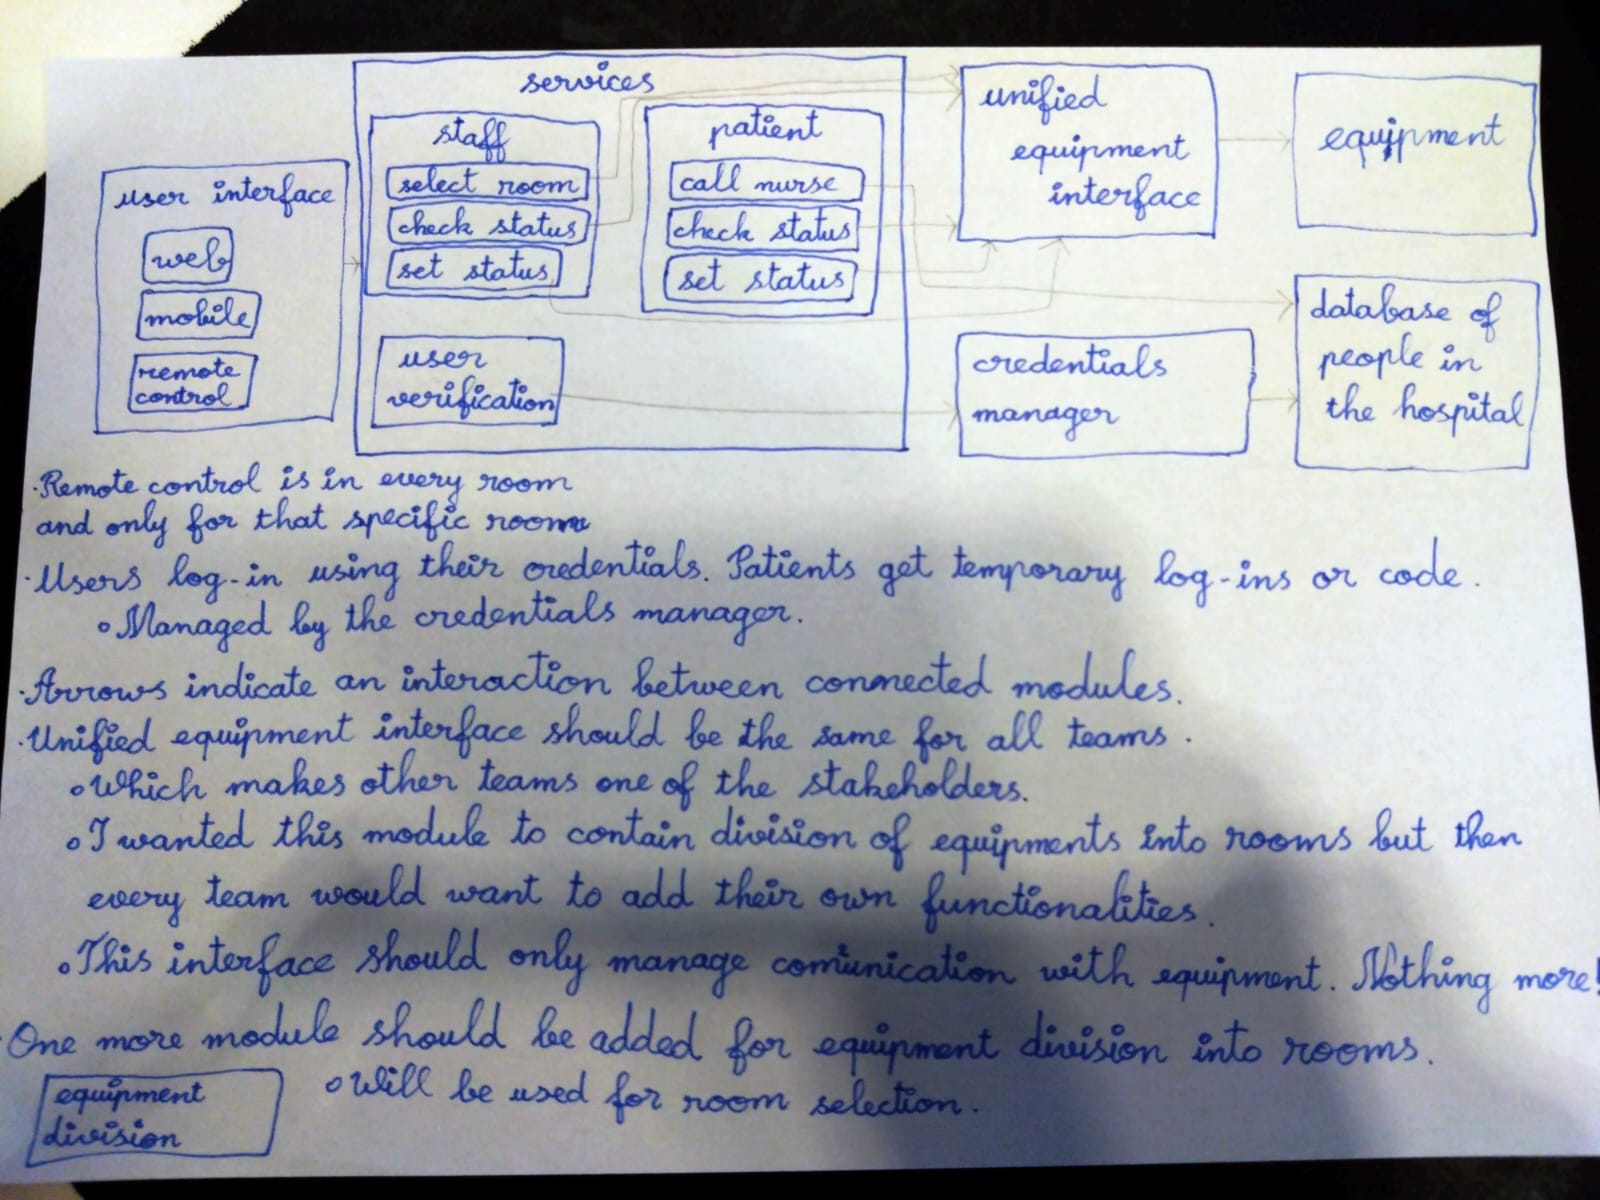 services
staff
select room
check status
set status
patient
call nurse
check status
set status
user verification
user interface
web
mobile
remote
control
unified
equipment
interface
equipment
credentials
manager
database of
people in
the hospital
·Remote control is in every room
and only for that specific room
·Users log-in using their credentials. Patients get temporary log-ins or code.
∘Managed by the credentials manager.
·Arrows indicate an interaction between connected modules.
·Unified equipment interface should be the same for all teams.
∘Which makes other teams one of the stakeholders.
∘I wanted this module to contain division of equipments into rooms but then
every team would want to add their own functionalities.
∘This interface should only manage comunication with equipment. Nothing more!
·One more module should be added for equipment division into rooms.
equipment
division
∘Will be used for room selection.